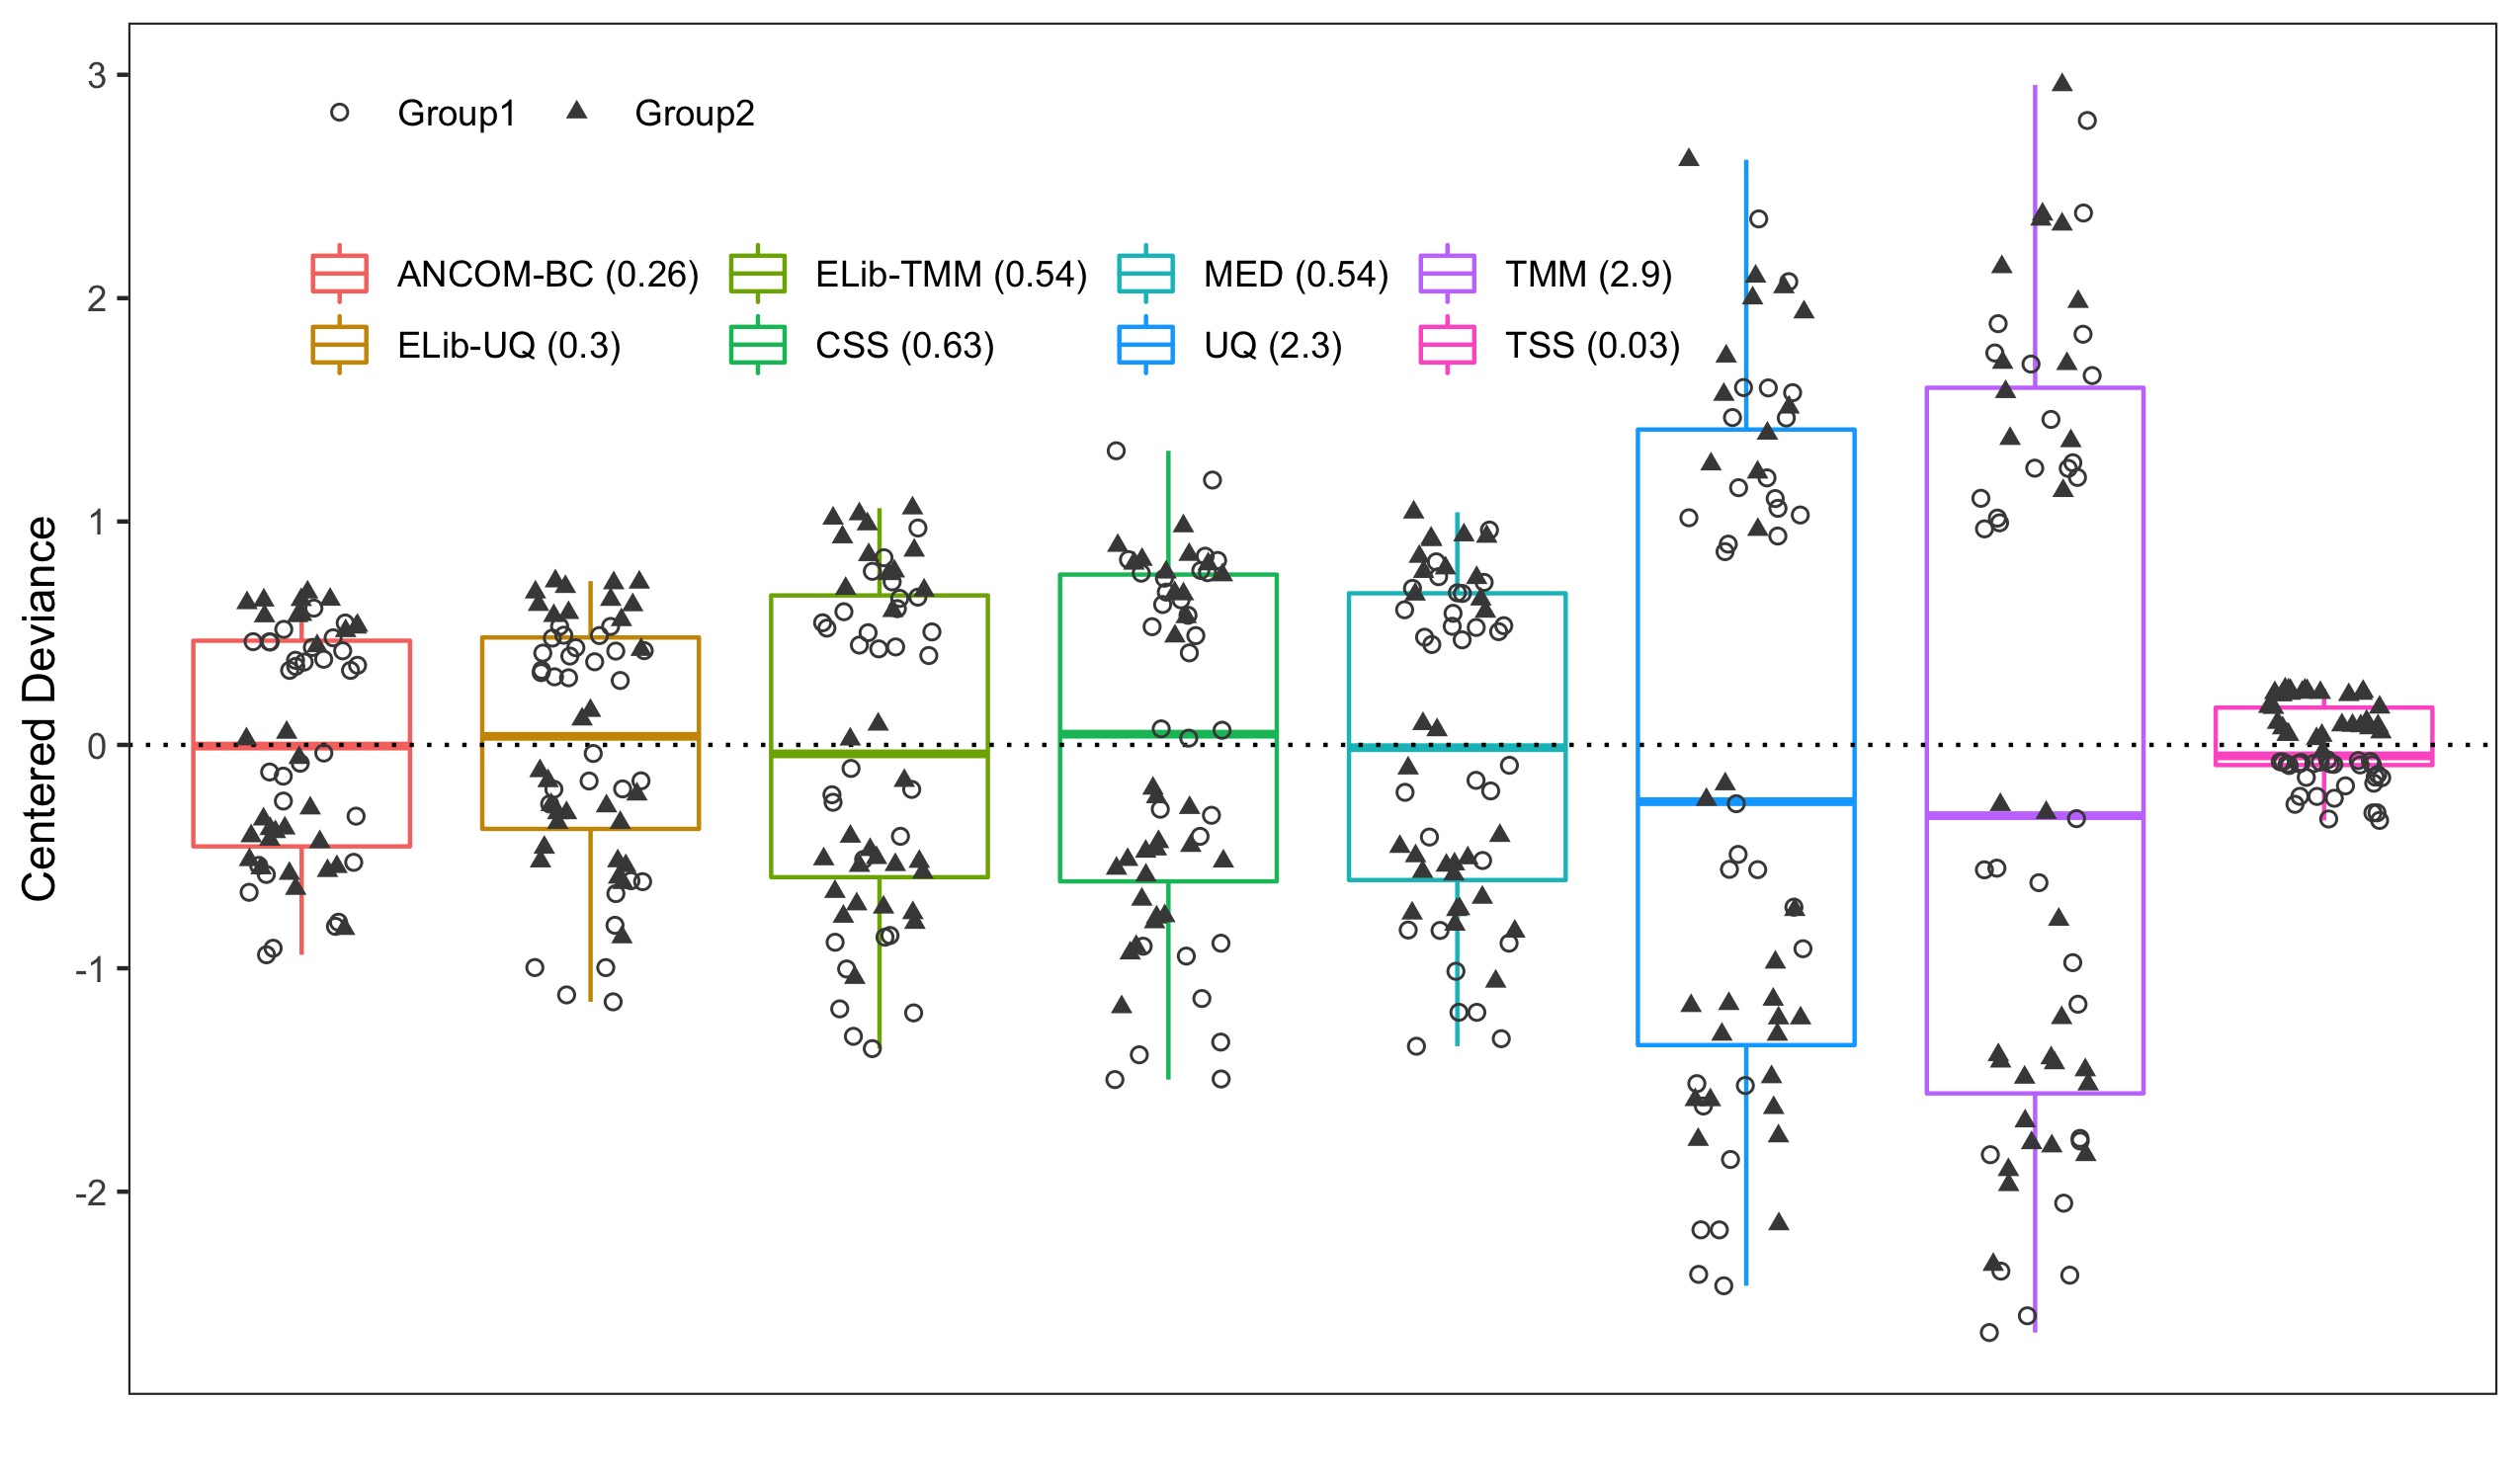 3
Group1 Group2
ANCOM-BC (0.26) ELib-TMM (0.54) MED (0.54) TMM (2.9)
2
ELib-UQ (0.3) CSS (0.63) UQ (2.3) TSS (0.03)
1
Centered Deviance
0
-1
-2